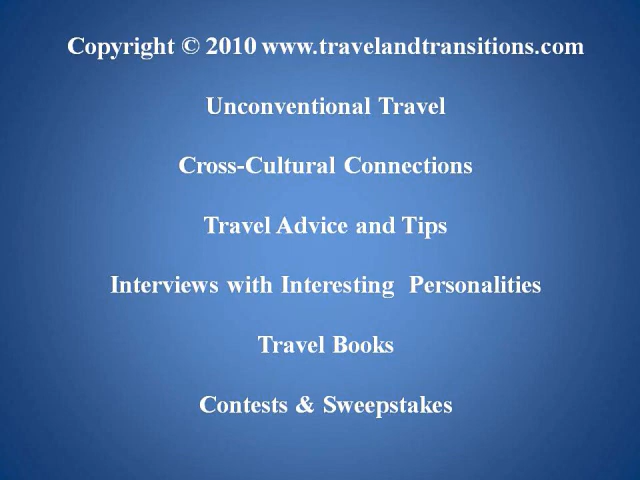 Copyright © 2010 www.travelandtransitions.com
Unconventional Travel
Cross-Cultural Connections
Travel Advice and Tips
Interviews with Interesting  Personalities
Travel Books
Contests & Sweepstakes